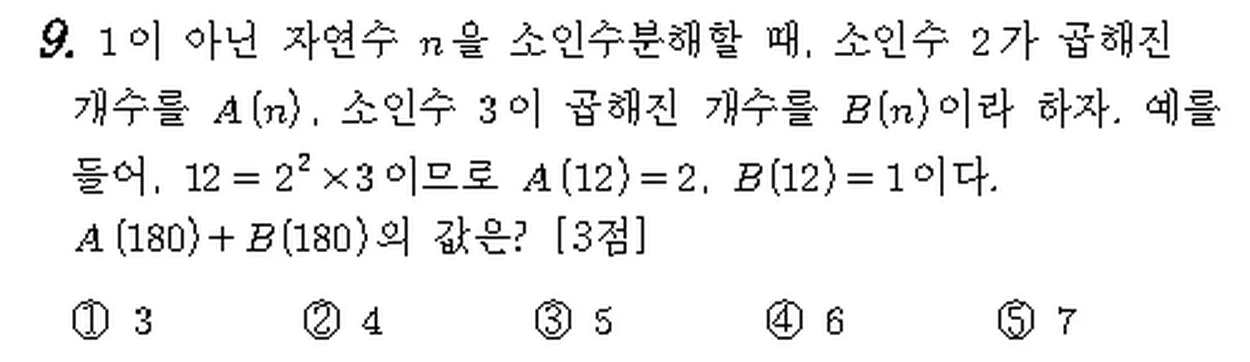 9. 1이 아닌 자연수 n을 소인수분해할 때, 소인수 2가 곱해진
개수를 A(n), 소인수 3이 곱해진 개수를 B(n)이라 하자. 예를
들어, 12 = 2² × 3이므로 A(12) = 2, B(12) = 1이다.
A(180) + B(180)의 값은? [3점]
① 3 ② 4 ③ 5 ④ 6 ⑤ 7